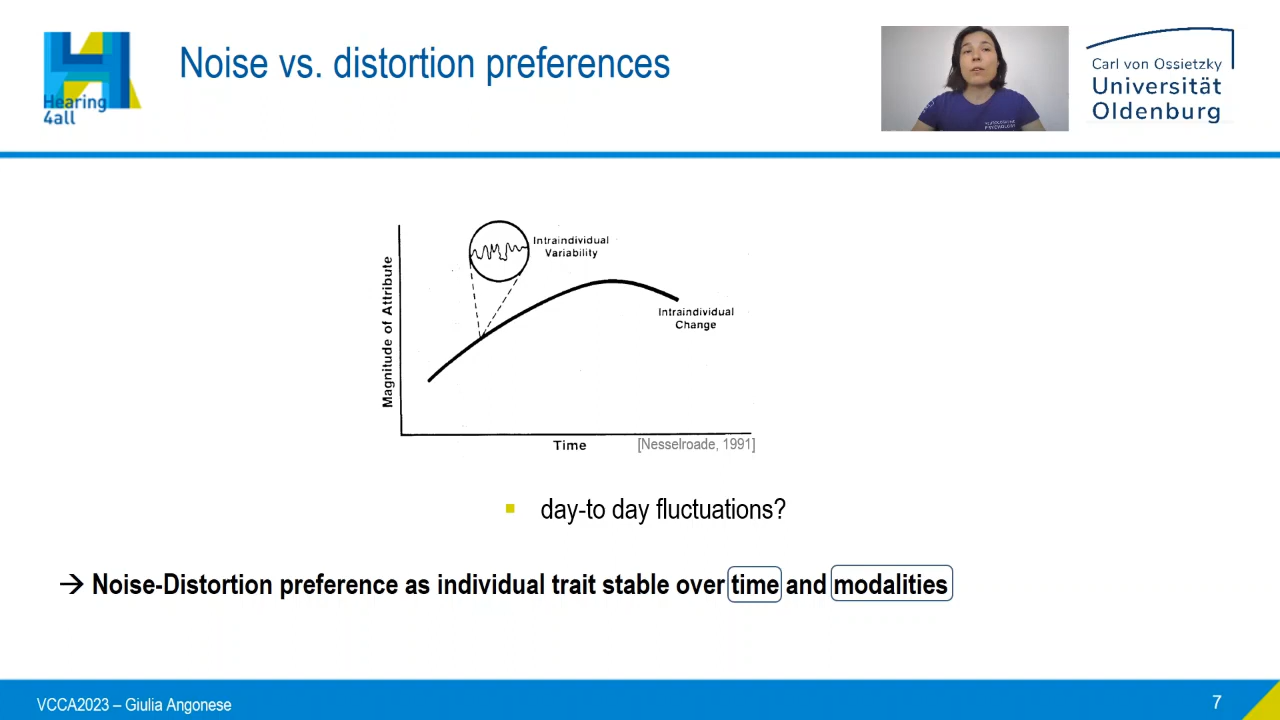 Hearing
4all
Noise vs. distortion preferences
Carl von Ossietzky
Universität
Oldenburg
Intraindividual
Variability
Magnitude of Attribute
Intraindividual
Change
Time
[Nesselroade, 1991]
day-to day fluctuations?
→ Noise-Distortion preference as individual trait stable over time and modalities
VCCA2023 – Giulia Angonese
7